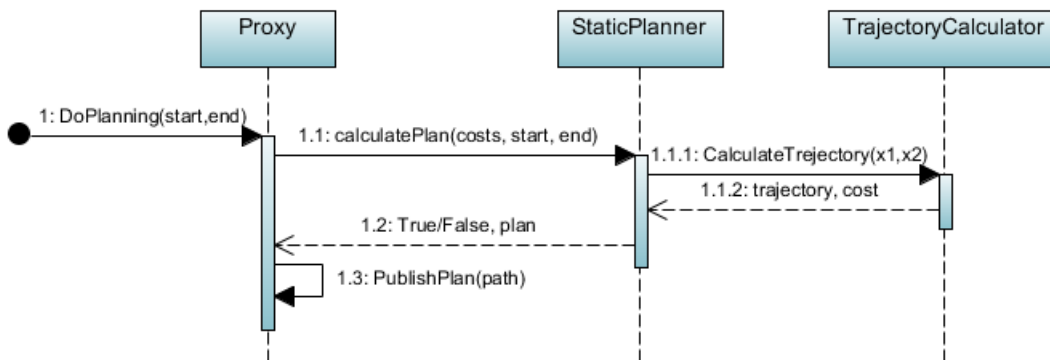 Proxy
StaticPlanner
TrajectoryCalculator
1: DoPlanning(start,end)
1.1: calculatePlan(costs, start, end)
1.1.1: CalculateTrejectory(x1,x2)
1.1.2: trajectory, cost
1.2: True/False, plan
1.3: PublishPlan(path)